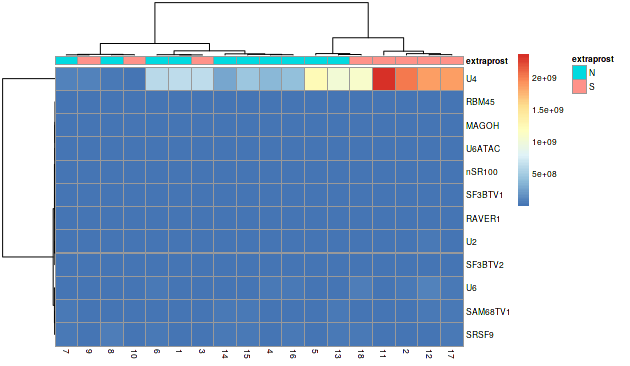 extraprost
extraprost
N
S
U4
RBM45
MAGOH
U6ATAC
nSR100
SF3BTV1
RAVER1
U2
SF3BTV2
U6
SAM68TV1
SRSF9
2e+09
1.5e+09
1e+09
5e+08
7 9 8 10 6 1 3 14 15 4 16 5 13 18 11 2 12 17